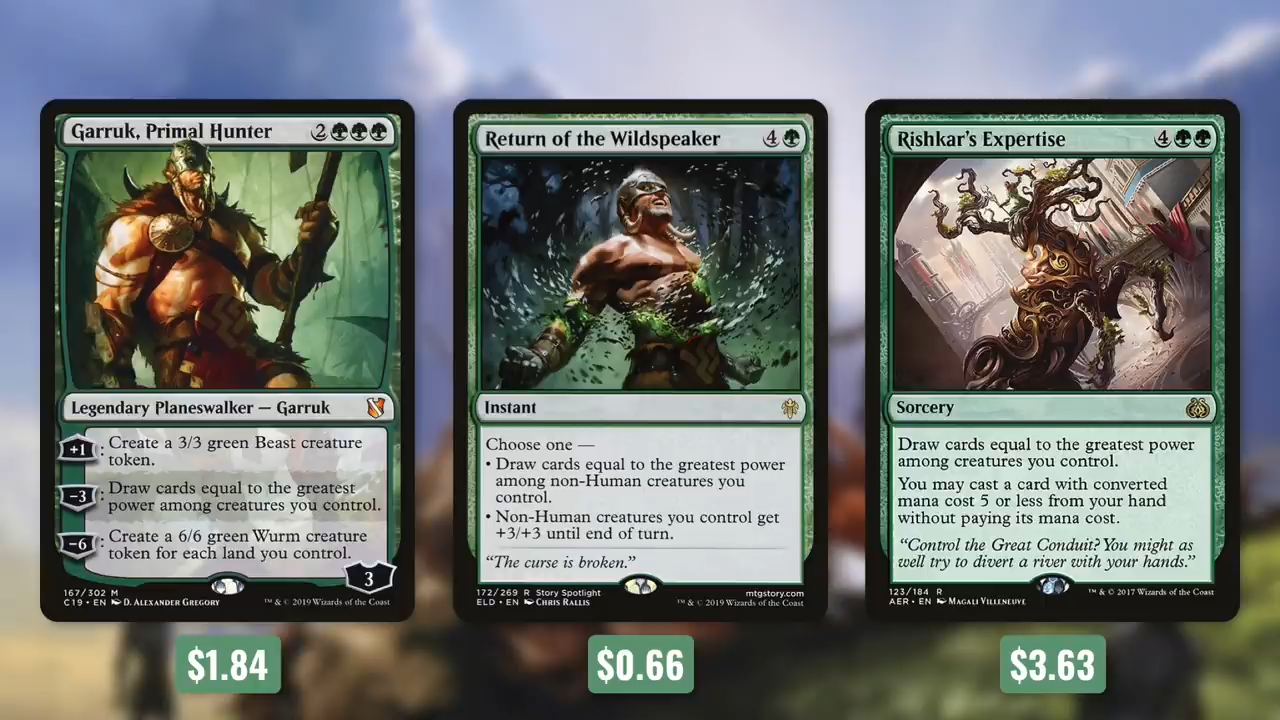 Garruk, Primal Hunter 2
Legendary Planeswalker — Garruk
+1: Create a 3/3 green Beast creature
token.
−3: Draw cards equal to the greatest
power among creatures you control.
−6: Create a 6/6 green Wurm creature
token for each land you control.
3
167/302 M
C19 • EN D. Alexander Gregory ™ & © 2019 Wizards of the Coast
$1.84
Return of the Wildspeaker 4
Instant
Choose one —
• Draw cards equal to the greatest power
among non-Human creatures you
control.
• Non-Human creatures you control get
+3/+3 until end of turn.
"The curse is broken."
172/269 R Story Spotlight mtgstory.com
ELD • EN Chris Rallis ™ & © 2019 Wizards of the Coast
$0.66
Rishkar's Expertise 4
Sorcery
Draw cards equal to the greatest power
among creatures you control.
You may cast a card with converted
mana cost 5 or less from your hand
without paying its mana cost.
"Control the Great Conduit? You might as
well try to divert a river with your hands."
123/184 R ™ & © 2017 Wizards of the Coast
AER • EN Magali Villeneuve
$3.63